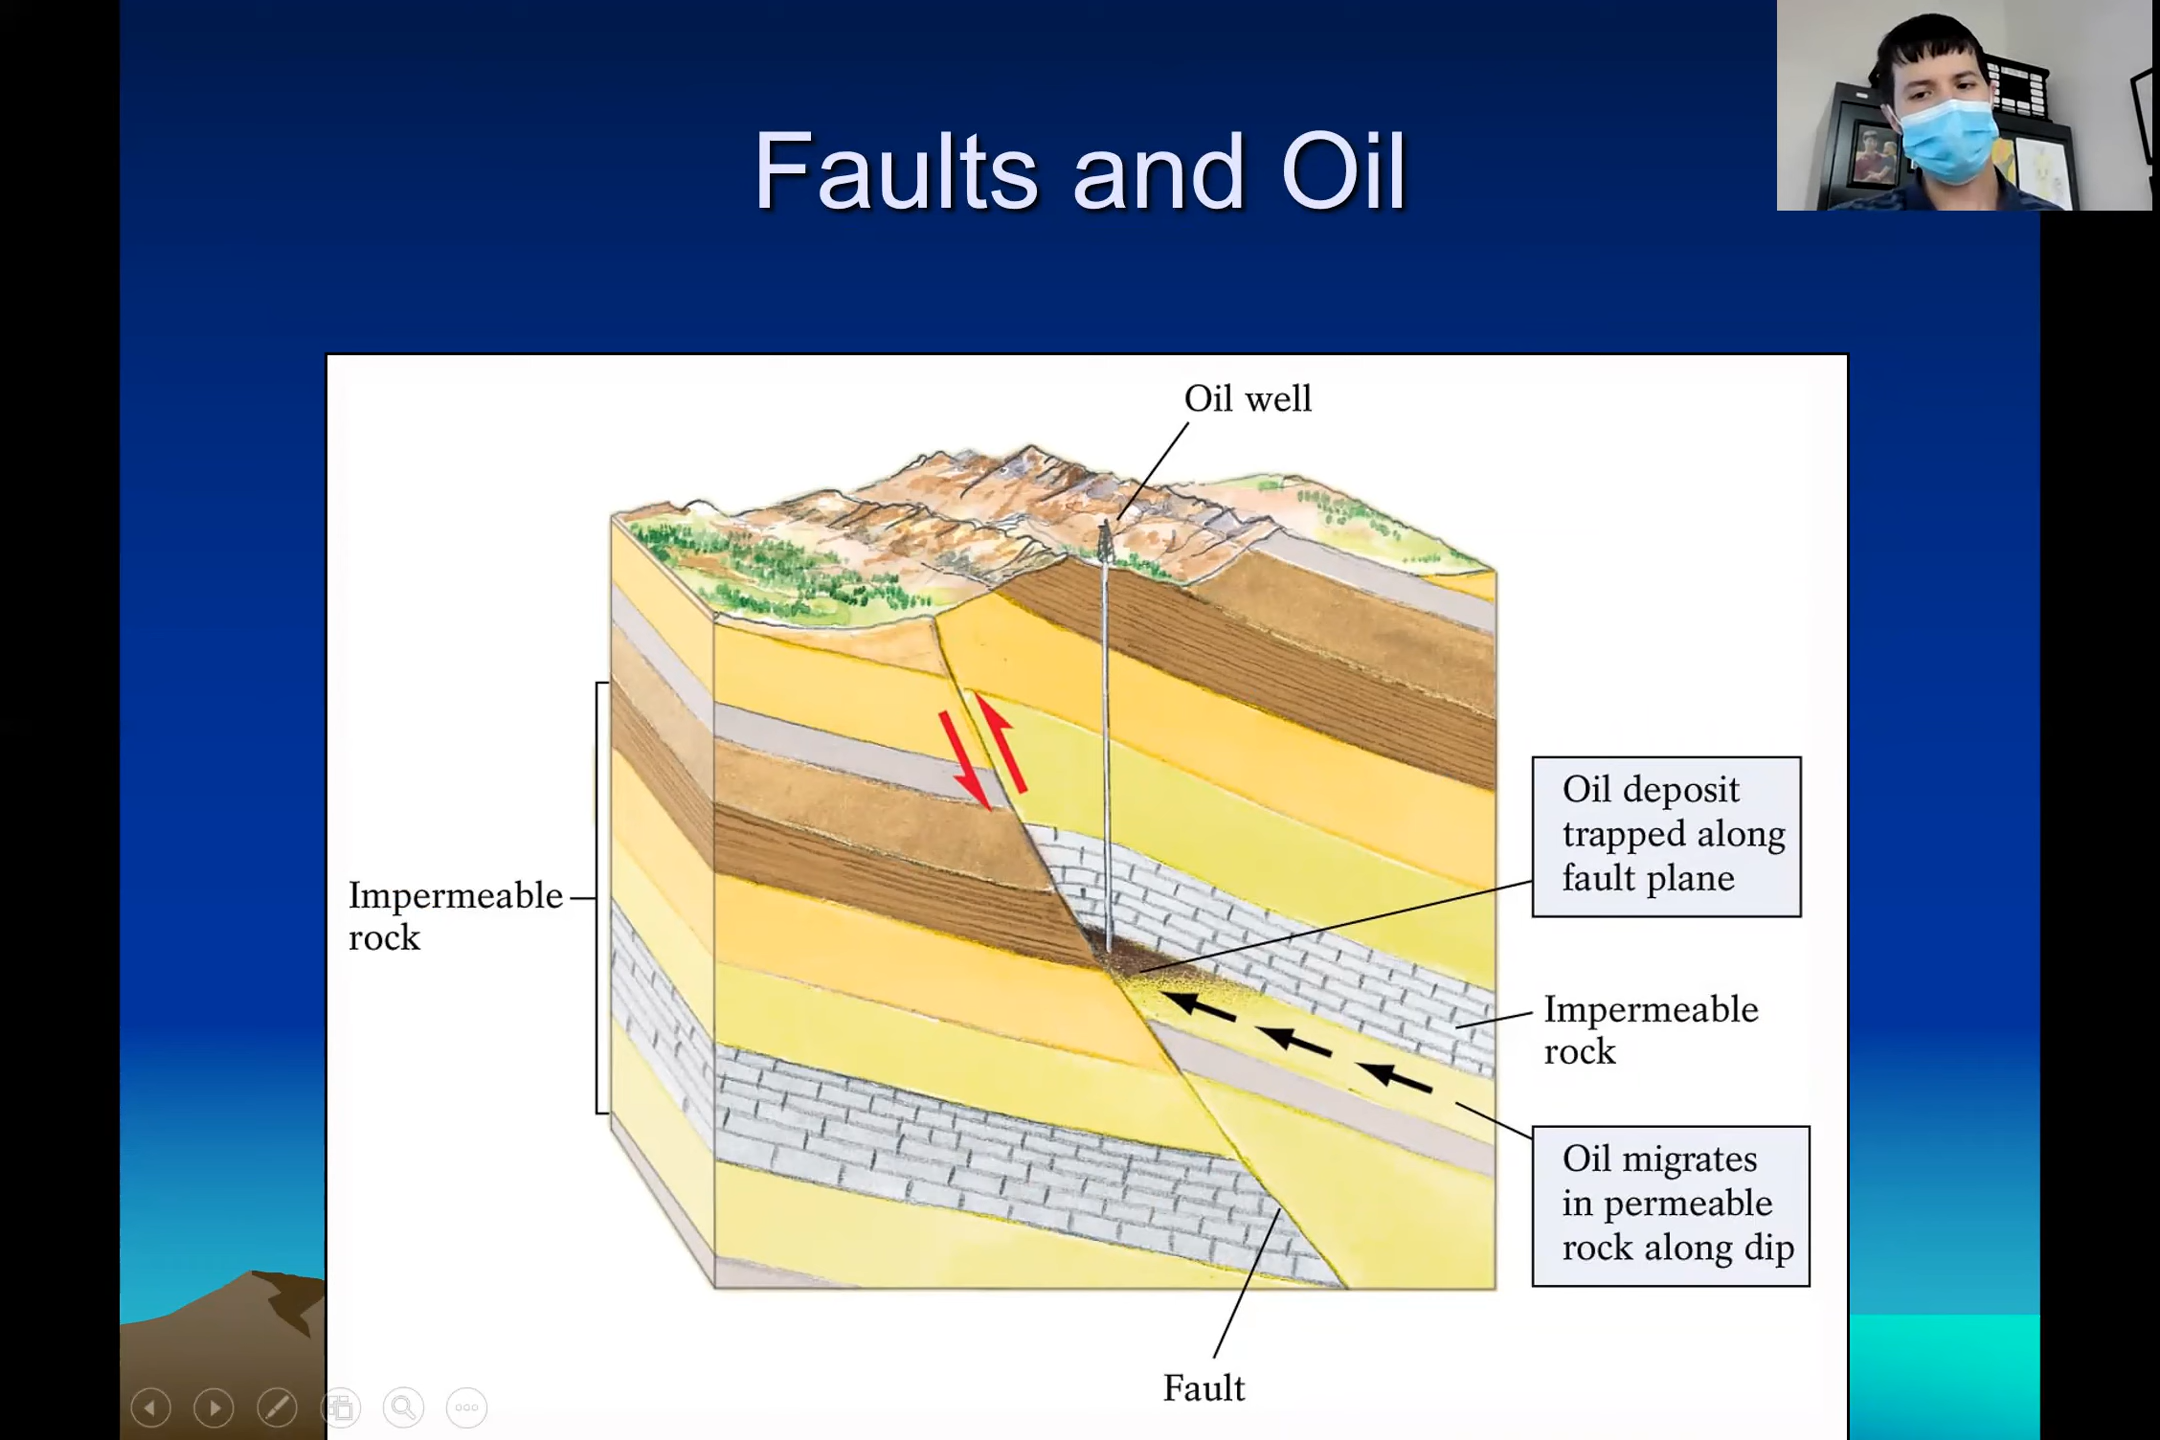 Faults and Oil
Oil well
Oil deposit
trapped along
fault plane
Impermeable
rock
Impermeable
rock
Oil migrates
in permeable
rock along dip
Fault